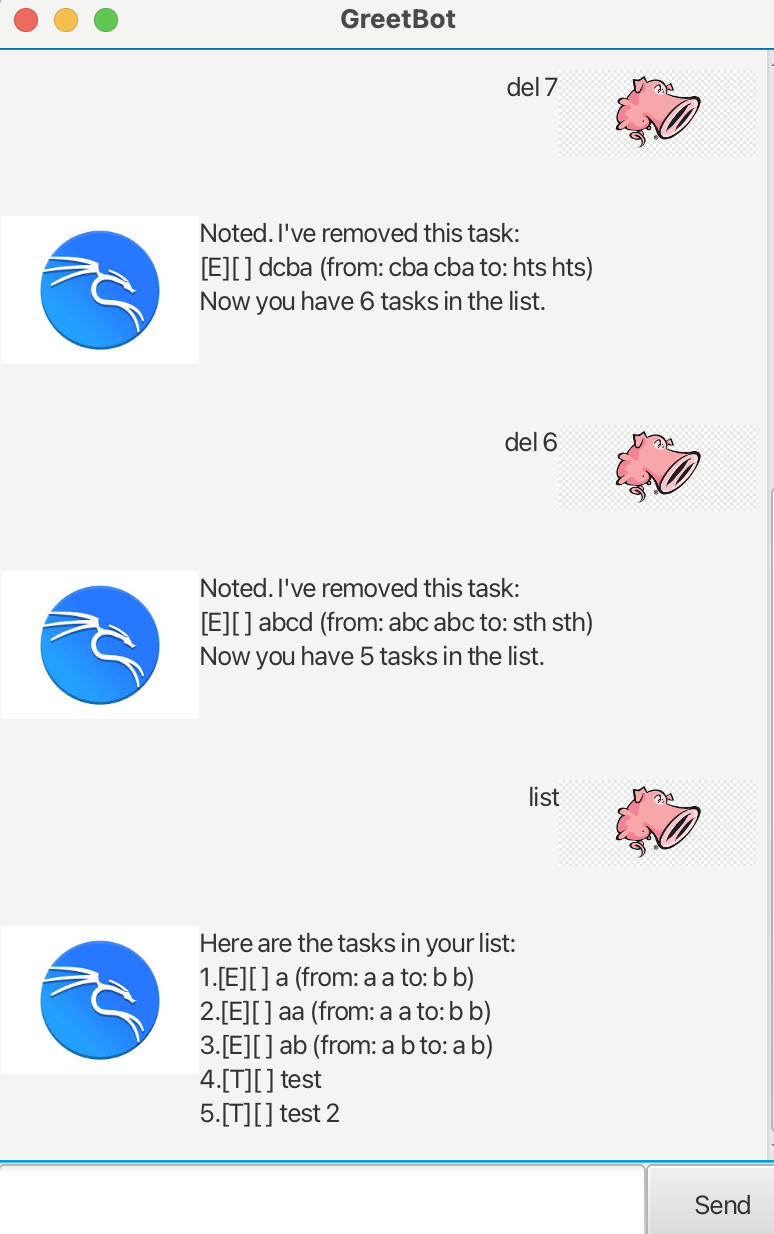 GreetBot
del 7
Noted. I've removed this task:
[E][ ] dcba (from: cba cba to: hts hts)
Now you have 6 tasks in the list.
del 6
Noted. I've removed this task:
[E][ ] abcd (from: abc abc to: sth sth)
Now you have 5 tasks in the list.
list
Here are the tasks in your list:
1.[E][ ] a (from: a a to: b b)
2.[E][ ] aa (from: a a to: b b)
3.[E][ ] ab (from: a b to: a b)
4.[T][ ] test
5.[T][ ] test 2
Send